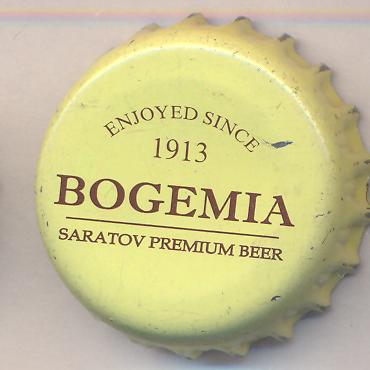 ENJOYED SINCE
1913
BOGEMIA
SARATOV PREMIUM BEER